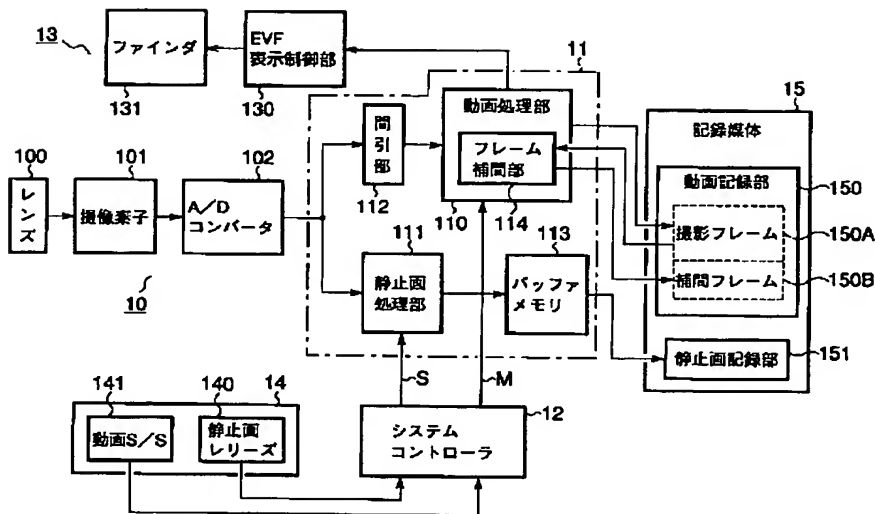 13
ファインダ
131
EVF
表示制御部
130
11
動画処理部
フレーム
補間部
110
114
間
引
部
112
15
記録媒体
動画記録部
150
撮影フレーム
150A
補間フレーム
150B
静止画記録部
151
100
レ
ン
ズ
101
撮像素子
102
A/D
コンバータ
10
111
静止画
処理部
113
バッファ
メモリ
S
M
141
140
14
動画S/S
静止画
レリーズ
12
システム
コントローラ